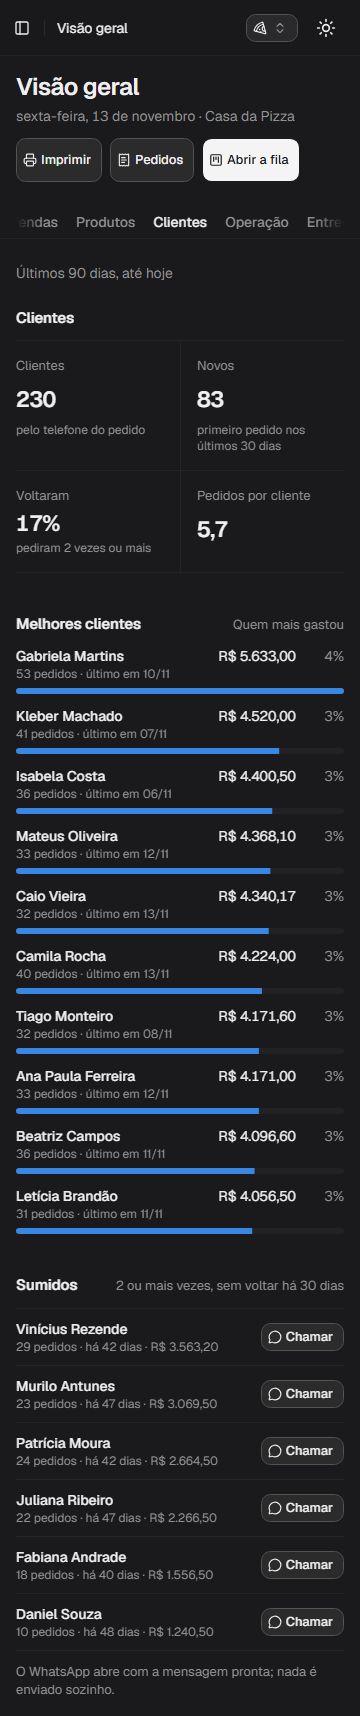 Visão geral
Visão geral
sexta-feira, 13 de novembro · Casa da Pizza
Imprimir
Pedidos
Abrir a fila
endas Produtos Clientes Operação Entre
Últimos 90 dias, até hoje
Clientes
Clientes
230
pelo telefone do pedido
Novos
83
primeiro pedido nos
últimos 30 dias
Voltaram
17%
pediram 2 vezes ou mais
Pedidos por cliente
5,7
Melhores clientes Quem mais gastou
Gabriela Martins R$ 5.633,00 4%
53 pedidos · último em 10/11
Kleber Machado R$ 4.520,00 3%
41 pedidos · último em 07/11
Isabela Costa R$ 4.400,50 3%
36 pedidos · último em 06/11
Mateus Oliveira R$ 4.368,10 3%
33 pedidos · último em 12/11
Caio Vieira R$ 4.340,17 3%
32 pedidos · último em 13/11
Camila Rocha R$ 4.224,00 3%
40 pedidos · último em 13/11
Tiago Monteiro R$ 4.171,60 3%
32 pedidos · último em 08/11
Ana Paula Ferreira R$ 4.171,00 3%
33 pedidos · último em 12/11
Beatriz Campos R$ 4.096,60 3%
36 pedidos · último em 11/11
Letícia Brandão R$ 4.056,50 3%
31 pedidos · último em 11/11
Sumidos 2 ou mais vezes, sem voltar há 30 dias
Vinícius Rezende
29 pedidos · há 42 dias · R$ 3.563,20
Chamar
Murilo Antunes
23 pedidos · há 47 dias · R$ 3.069,50
Chamar
Patrícia Moura
24 pedidos · há 42 dias · R$ 2.664,50
Chamar
Juliana Ribeiro
22 pedidos · há 47 dias · R$ 2.266,50
Chamar
Fabiana Andrade
18 pedidos · há 40 dias · R$ 1.556,50
Chamar
Daniel Souza
10 pedidos · há 48 dias · R$ 1.240,50
Chamar
O WhatsApp abre com a mensagem pronta; nada é
enviado sozinho.